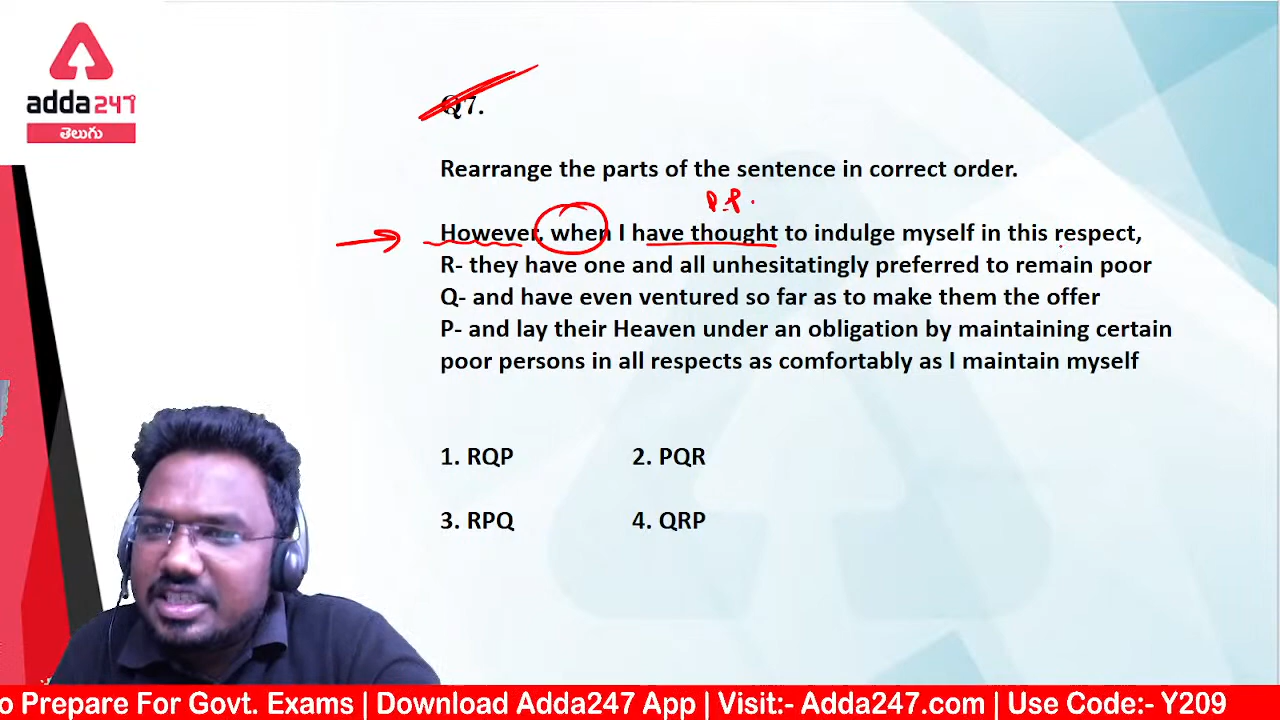 adda247
తెలుగు
Q7.
Rearrange the parts of the sentence in correct order.
P.P.
However, when I have thought to indulge myself in this respect,
R- they have one and all unhesitatingly preferred to remain poor
Q- and have even ventured so far as to make them the offer
P- and lay their Heaven under an obligation by maintaining certain
poor persons in all respects as comfortably as I maintain myself
1. RQP 2. PQR
3. RPQ 4. QRP
o Prepare For Govt. Exams | Download Adda247 App | Visit:- Adda247.com | Use Code:- Y209